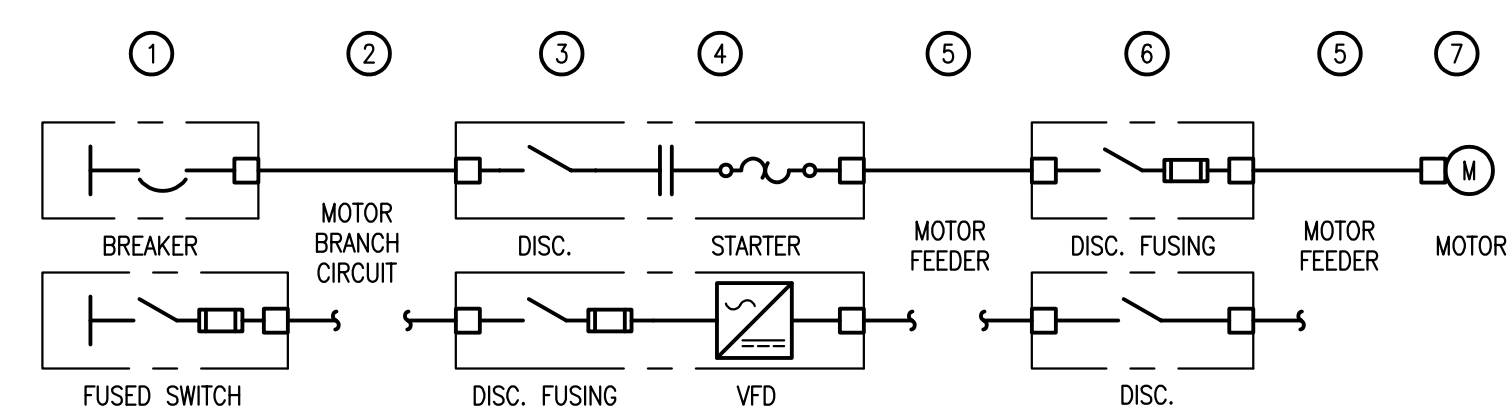 1 2 3 4 5 6 5 7
M
BREAKER
MOTOR
BRANCH
CIRCUIT
DISC.
STARTER
MOTOR
FEEDER
DISC. FUSING
MOTOR
FEEDER
MOTOR
FUSED SWITCH
DISC. FUSING
VFD
DISC.